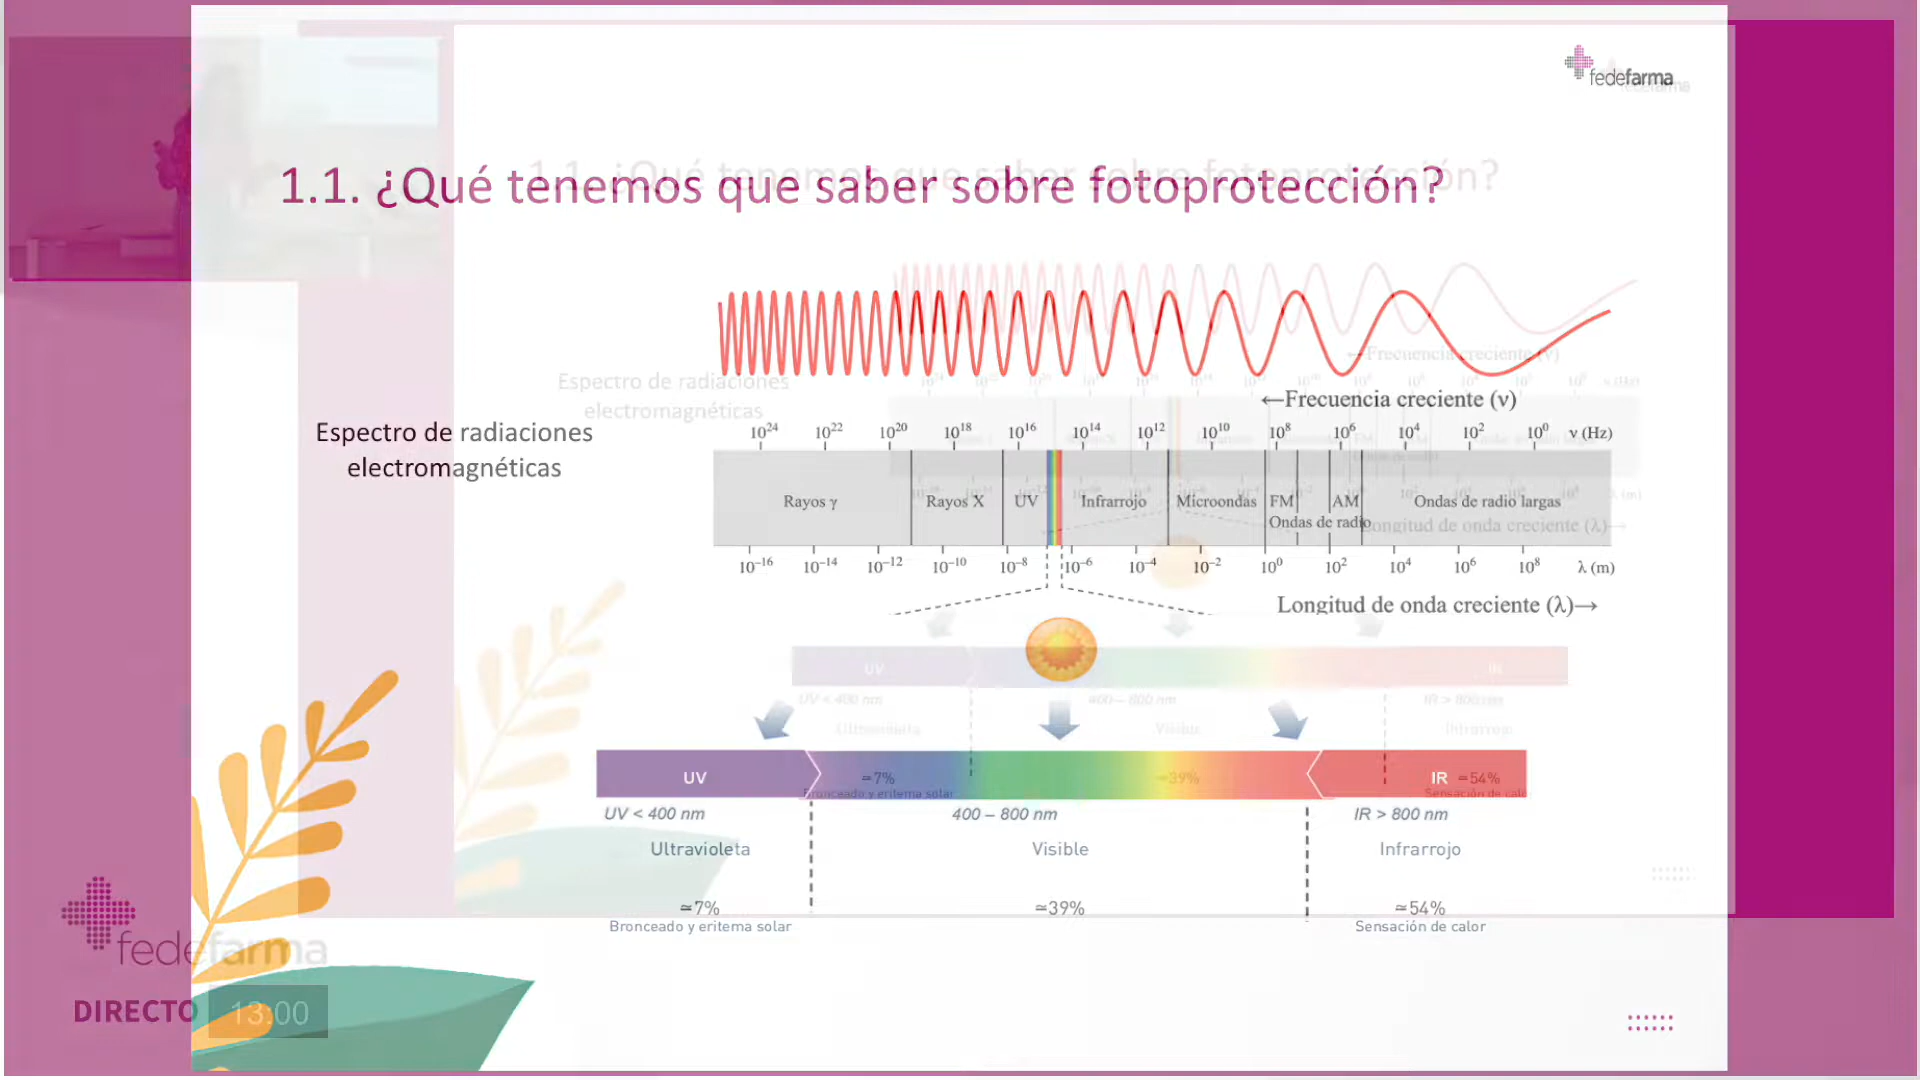 fedefarma
1.1. ¿Qué tenemos que saber sobre fotoprotección?
←Frecuencia creciente (ν)
Espectro de radiaciones
electromagnéticas
10²⁴ 10²² 10²⁰ 10¹⁸ 10¹⁶ 10¹⁴ 10¹² 10¹⁰ 10⁸ 10⁶ 10⁴ 10² 10⁰ ν (Hz)
Rayos γ Rayos X UV Infrarrojo Microondas FM AM Ondas de radio largas
Ondas de radio
10⁻¹⁶ 10⁻¹⁴ 10⁻¹² 10⁻¹⁰ 10⁻⁸ 10⁻⁶ 10⁻⁴ 10⁻² 10⁰ 10² 10⁴ 10⁶ 10⁸ λ (m)
Longitud de onda creciente (λ)→
UV IR
UV < 400 nm 400 – 800 nm IR > 800 nm
Ultravioleta Visible Infrarrojo
≃7% ≃39% ≃54%
Bronceado y eritema solar Sensación de calor
fedefarma
DIRECTO 13:00